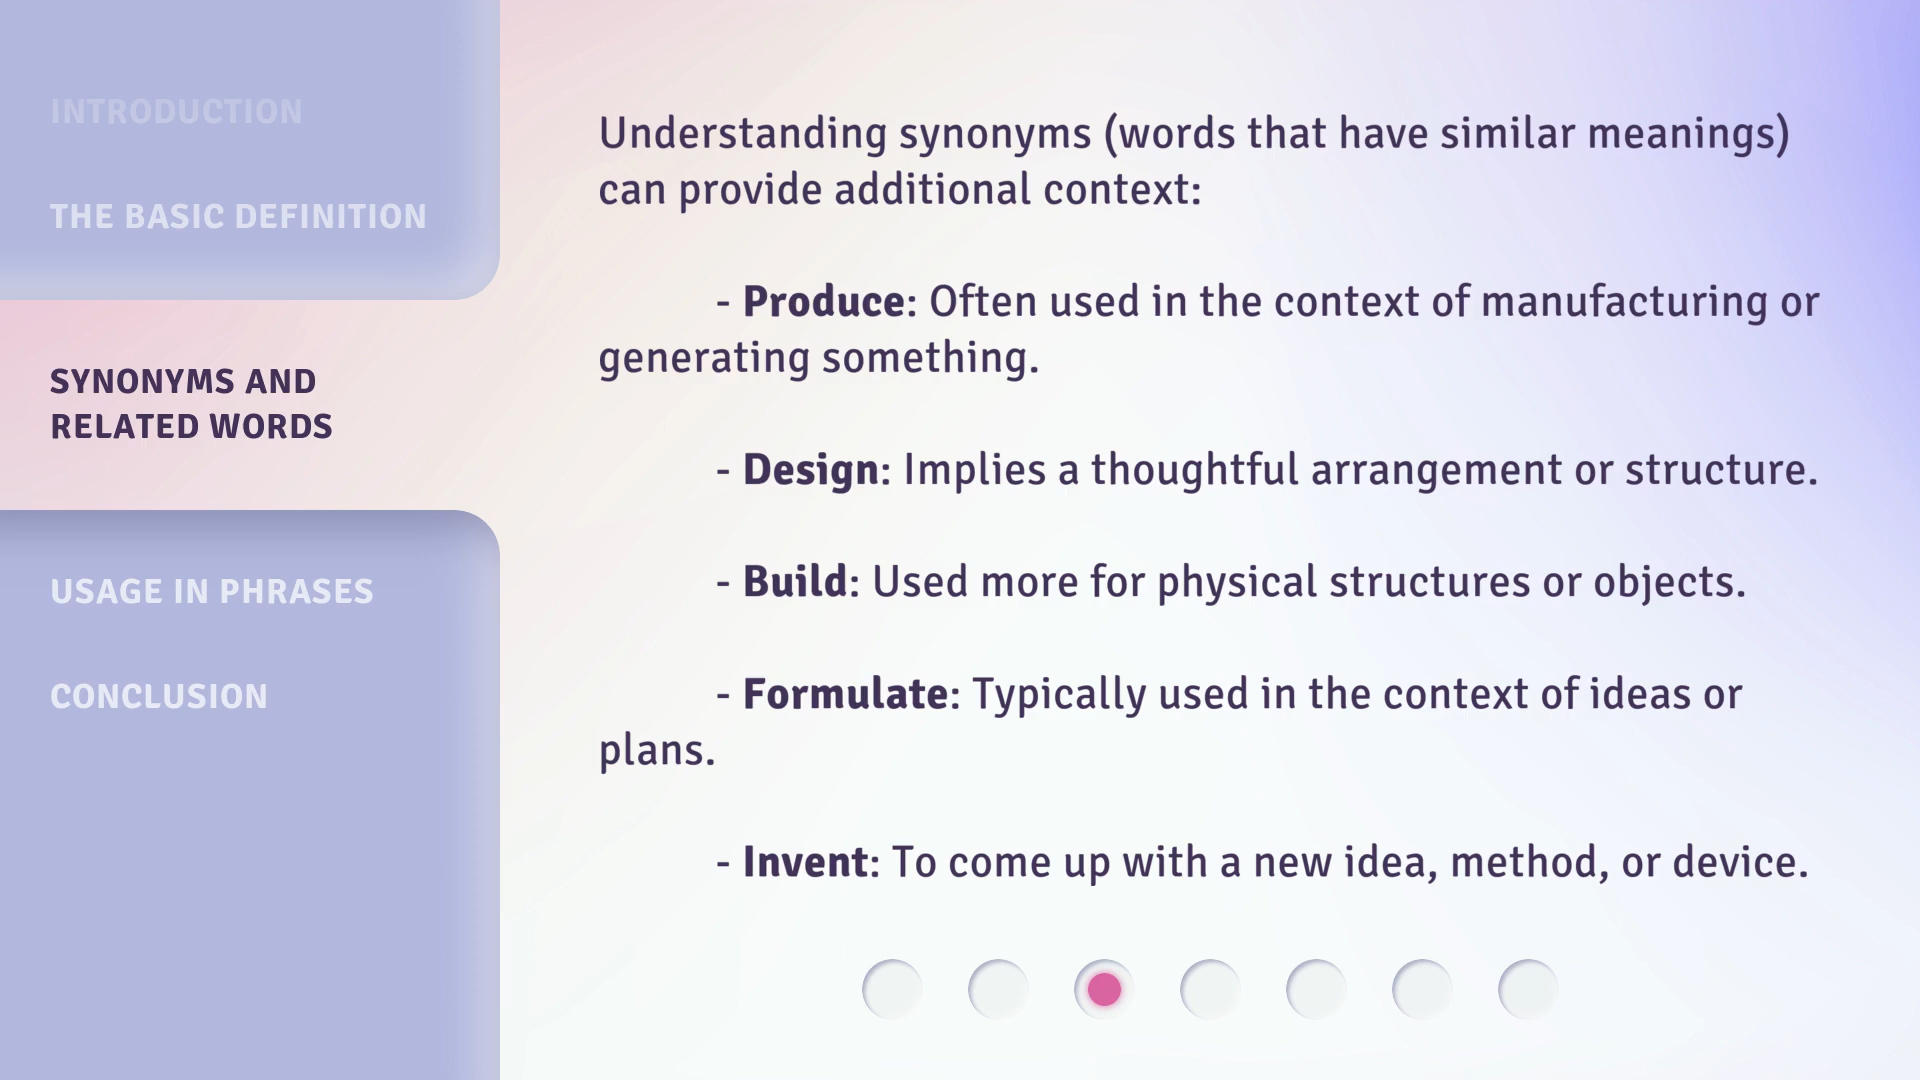 INTRODUCTION
THE BASIC DEFINITION
SYNONYMS AND
RELATED WORDS
USAGE IN PHRASES
CONCLUSION
Understanding synonyms (words that have similar meanings)
can provide additional context:
- Produce: Often used in the context of manufacturing or
generating something.
- Design: Implies a thoughtful arrangement or structure.
- Build: Used more for physical structures or objects.
- Formulate: Typically used in the context of ideas or
plans.
- Invent: To come up with a new idea, method, or device.